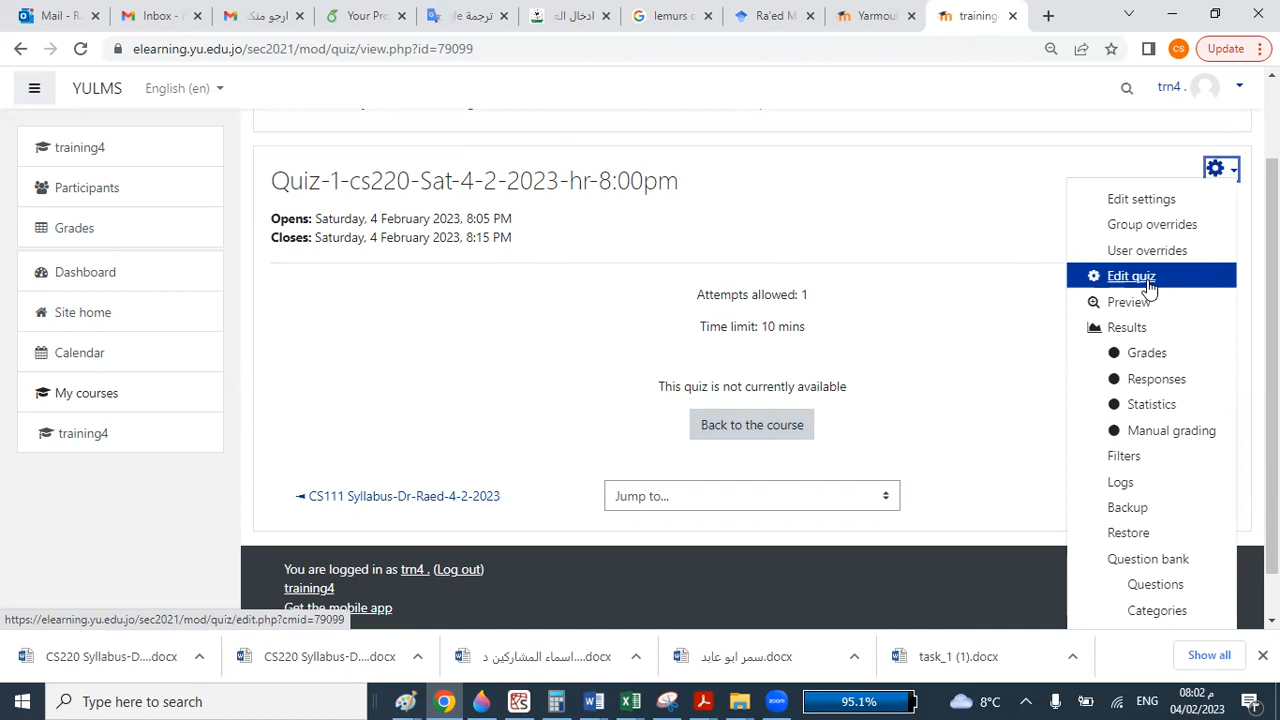 Mail - R
Inbox -
ارجو منك
Your Pro
ترجمة
ادخال ال
lemurs c
Ra'ed M
Yarmouk
training
elearning.yu.edu.jo/sec2021/mod/quiz/view.php?id=79099
CS
Update
YULMS
English (en)
trn4 .
training4
Participants
Grades
Dashboard
Site home
Calendar
My courses
training4
Quiz-1-cs220-Sat-4-2-2023-hr-8:00pm
Opens: Saturday, 4 February 2023, 8:05 PM
Closes: Saturday, 4 February 2023, 8:15 PM
Attempts allowed: 1
Time limit: 10 mins
This quiz is not currently available
Back to the course
◄ CS111 Syllabus-Dr-Raed-4-2-2023
Jump to...
Edit settings
Group overrides
User overrides
Edit quiz
Preview
Results
Grades
Responses
Statistics
Manual grading
Filters
Logs
Backup
Restore
Question bank
Questions
Categories
You are logged in as trn4 . (Log out)
training4
Get the mobile app
https://elearning.yu.edu.jo/sec2021/mod/quiz/edit.php?cmid=79099
CS220 Syllabus-D....docx
CS220 Syllabus-D....docx
اسماء المشاركين د....docx
سمر ابو عابد.docx
task_1 (1).docx
Show all
Type here to search
95.1%
8°C
ENG
08:02 م
04/02/2023